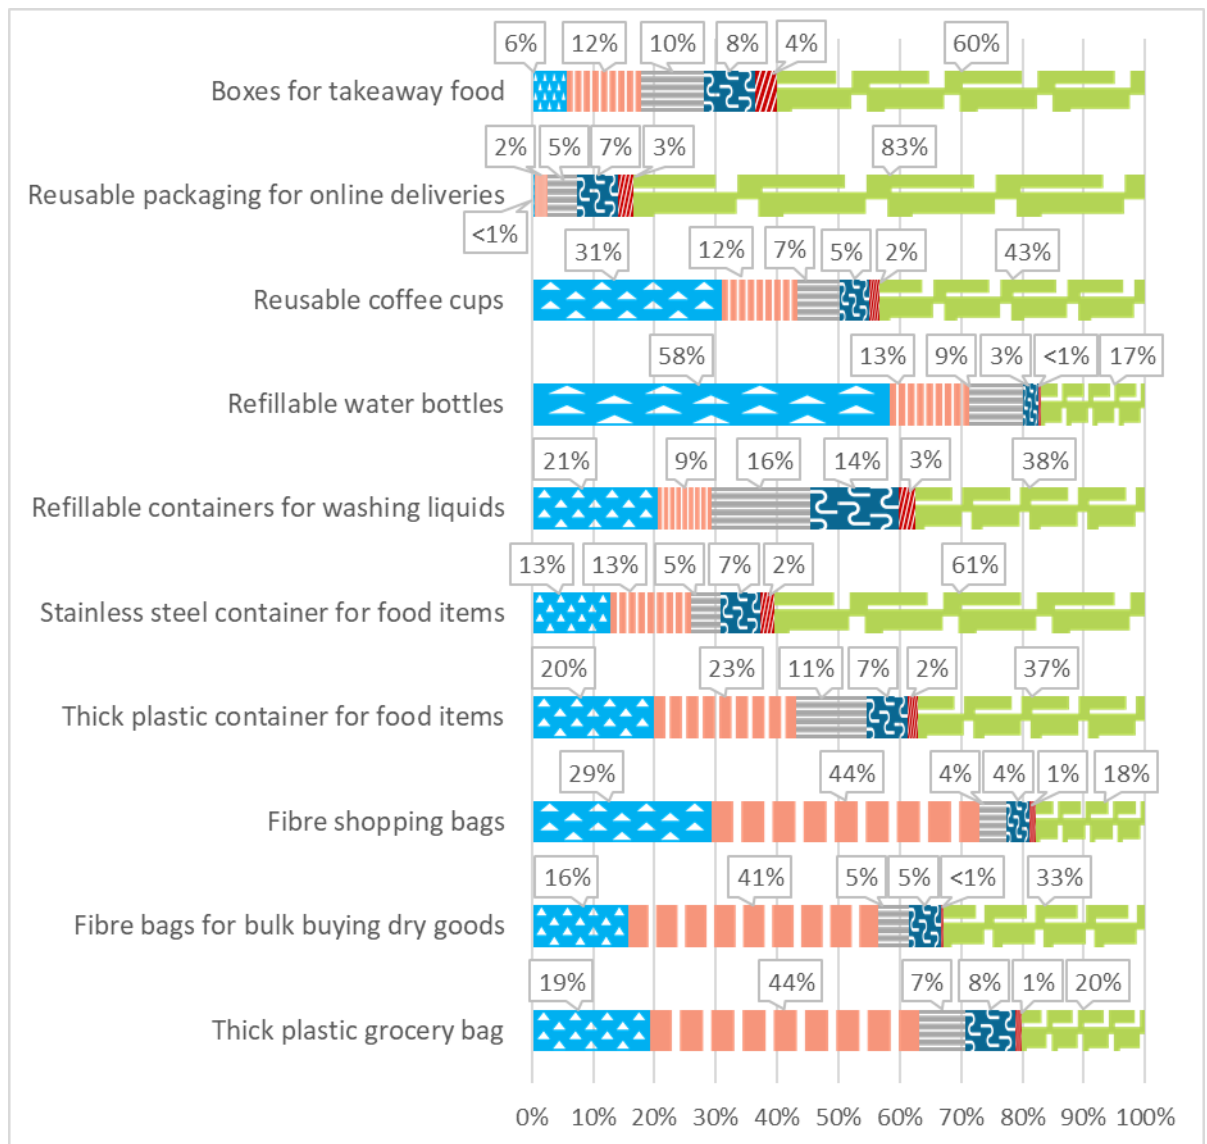 6% 12% 10% 8% 4% 60%
Boxes for takeaway food
2% 5% 7% 3% 83%
Reusable packaging for online deliveries
<1%
31% 12% 7% 5% 2% 43%
Reusable coffee cups
58% 13% 9% 3% <1% 17%
Refillable water bottles
21% 9% 16% 14% 3% 38%
Refillable containers for washing liquids
13% 13% 5% 7% 2% 61%
Stainless steel container for food items
20% 23% 11% 7% 2% 37%
Thick plastic container for food items
29% 44% 4% 4% 1% 18%
Fibre shopping bags
16% 41% 5% 5% <1% 33%
Fibre bags for bulk buying dry goods
19% 44% 7% 8% 1% 20%
Thick plastic grocery bag
0% 10% 20% 30% 40% 50% 60% 70% 80% 90% 100%